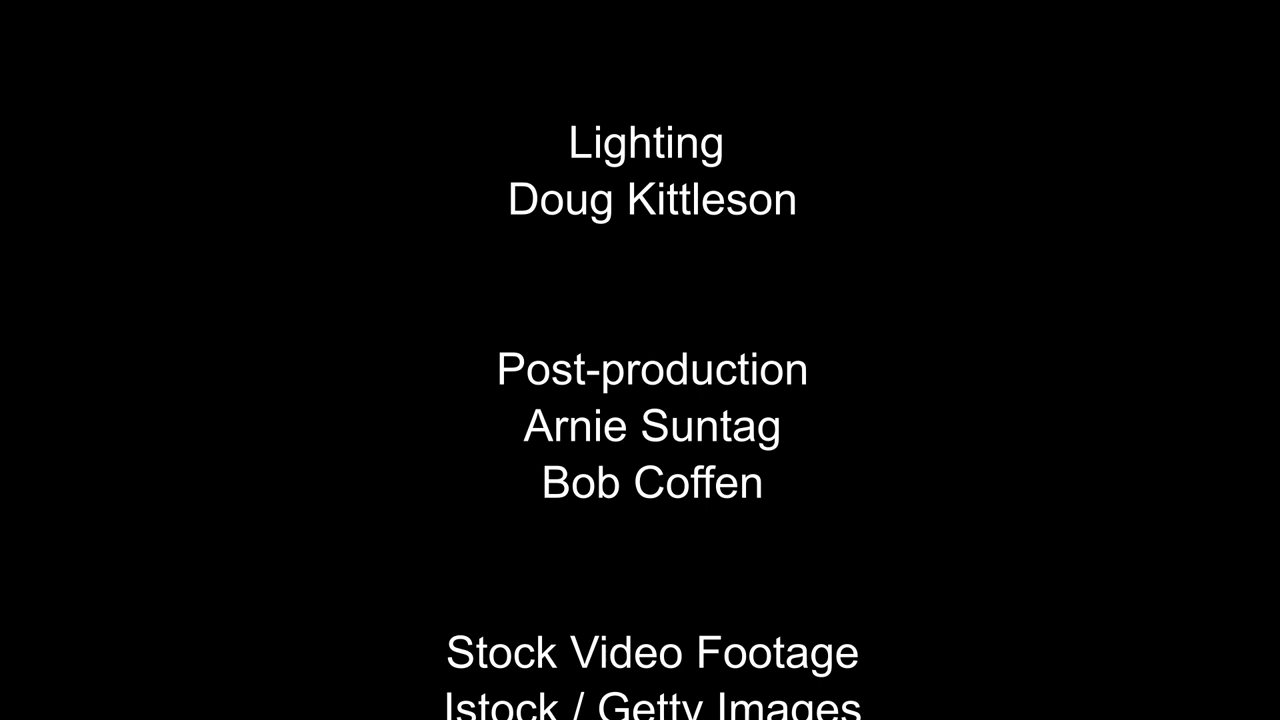 Lighting
Doug Kittleson
Post-production
Arnie Suntag
Bob Coffen
Stock Video Footage
Istock / Getty Images